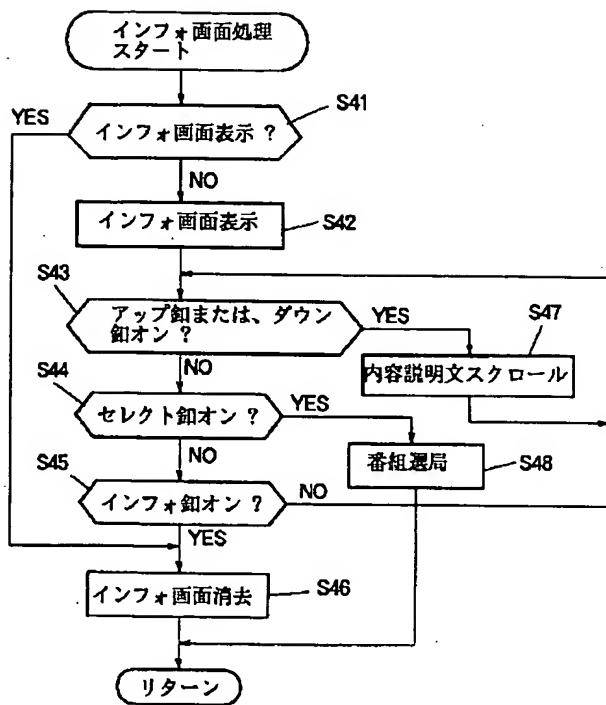 インフォ画面処理
スタート
YES
S41
インフォ画面表示 ?
NO
インフォ画面表示
S42
S43
アップ釦または、ダウン
釦オン ?
YES
S47
内容説明文スクロール
NO
S44
セレクト釦オン ?
YES
番組選局
S48
NO
S45
インフォ釦オン ?
NO
YES
インフォ画面消去
S46
リターン